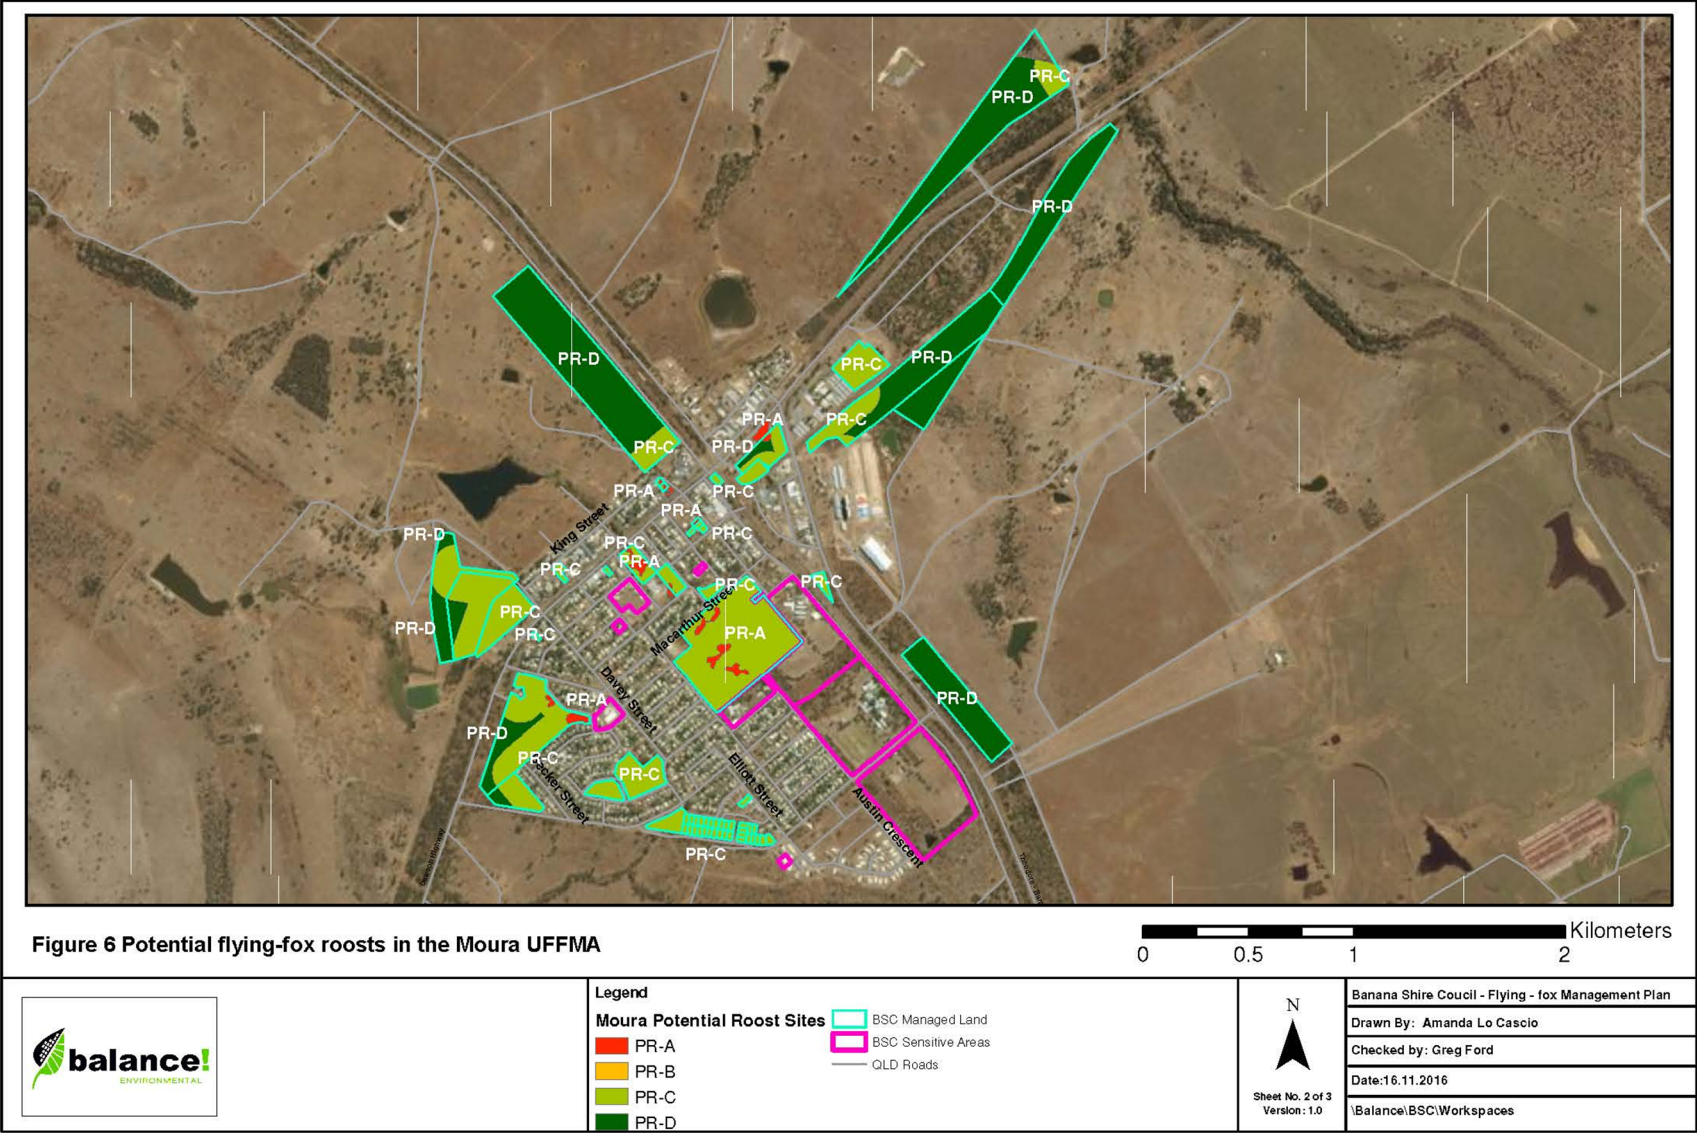 PR-C
PR-D
PR-D
PR-D
PR-D
PR-C
PR-C
PR-A
PR-D
PR-C
PR-A
PR-C
PR-A
PR-C
King Street
PR-D
PR-C
PR-A
PR-C
PR-C
PR-C
PR-C
PR-D
PR-C
Macarthur Street
PR-A
Davey Street
PR-A
PR-D
PR-D
PR-C
PR-C
Elliott Street
Austin Crescent
PR-C
Figure 6 Potential flying-fox roosts in the Moura UFFMA
Kilometers
0 0.5 1 2
balance!
ENVIRONMENTAL
Legend
Moura Potential Roost Sites
PR-A
PR-B
PR-C
PR-D
BSC Managed Land
BSC Sensitive Areas
QLD Roads
N
Sheet No. 2 of 3
Version: 1.0
Banana Shire Coucil - Flying - fox Management Plan
Drawn By: Amanda Lo Cascio
Checked by: Greg Ford
Date:16.11.2016
\Balance\BSC\Workspaces